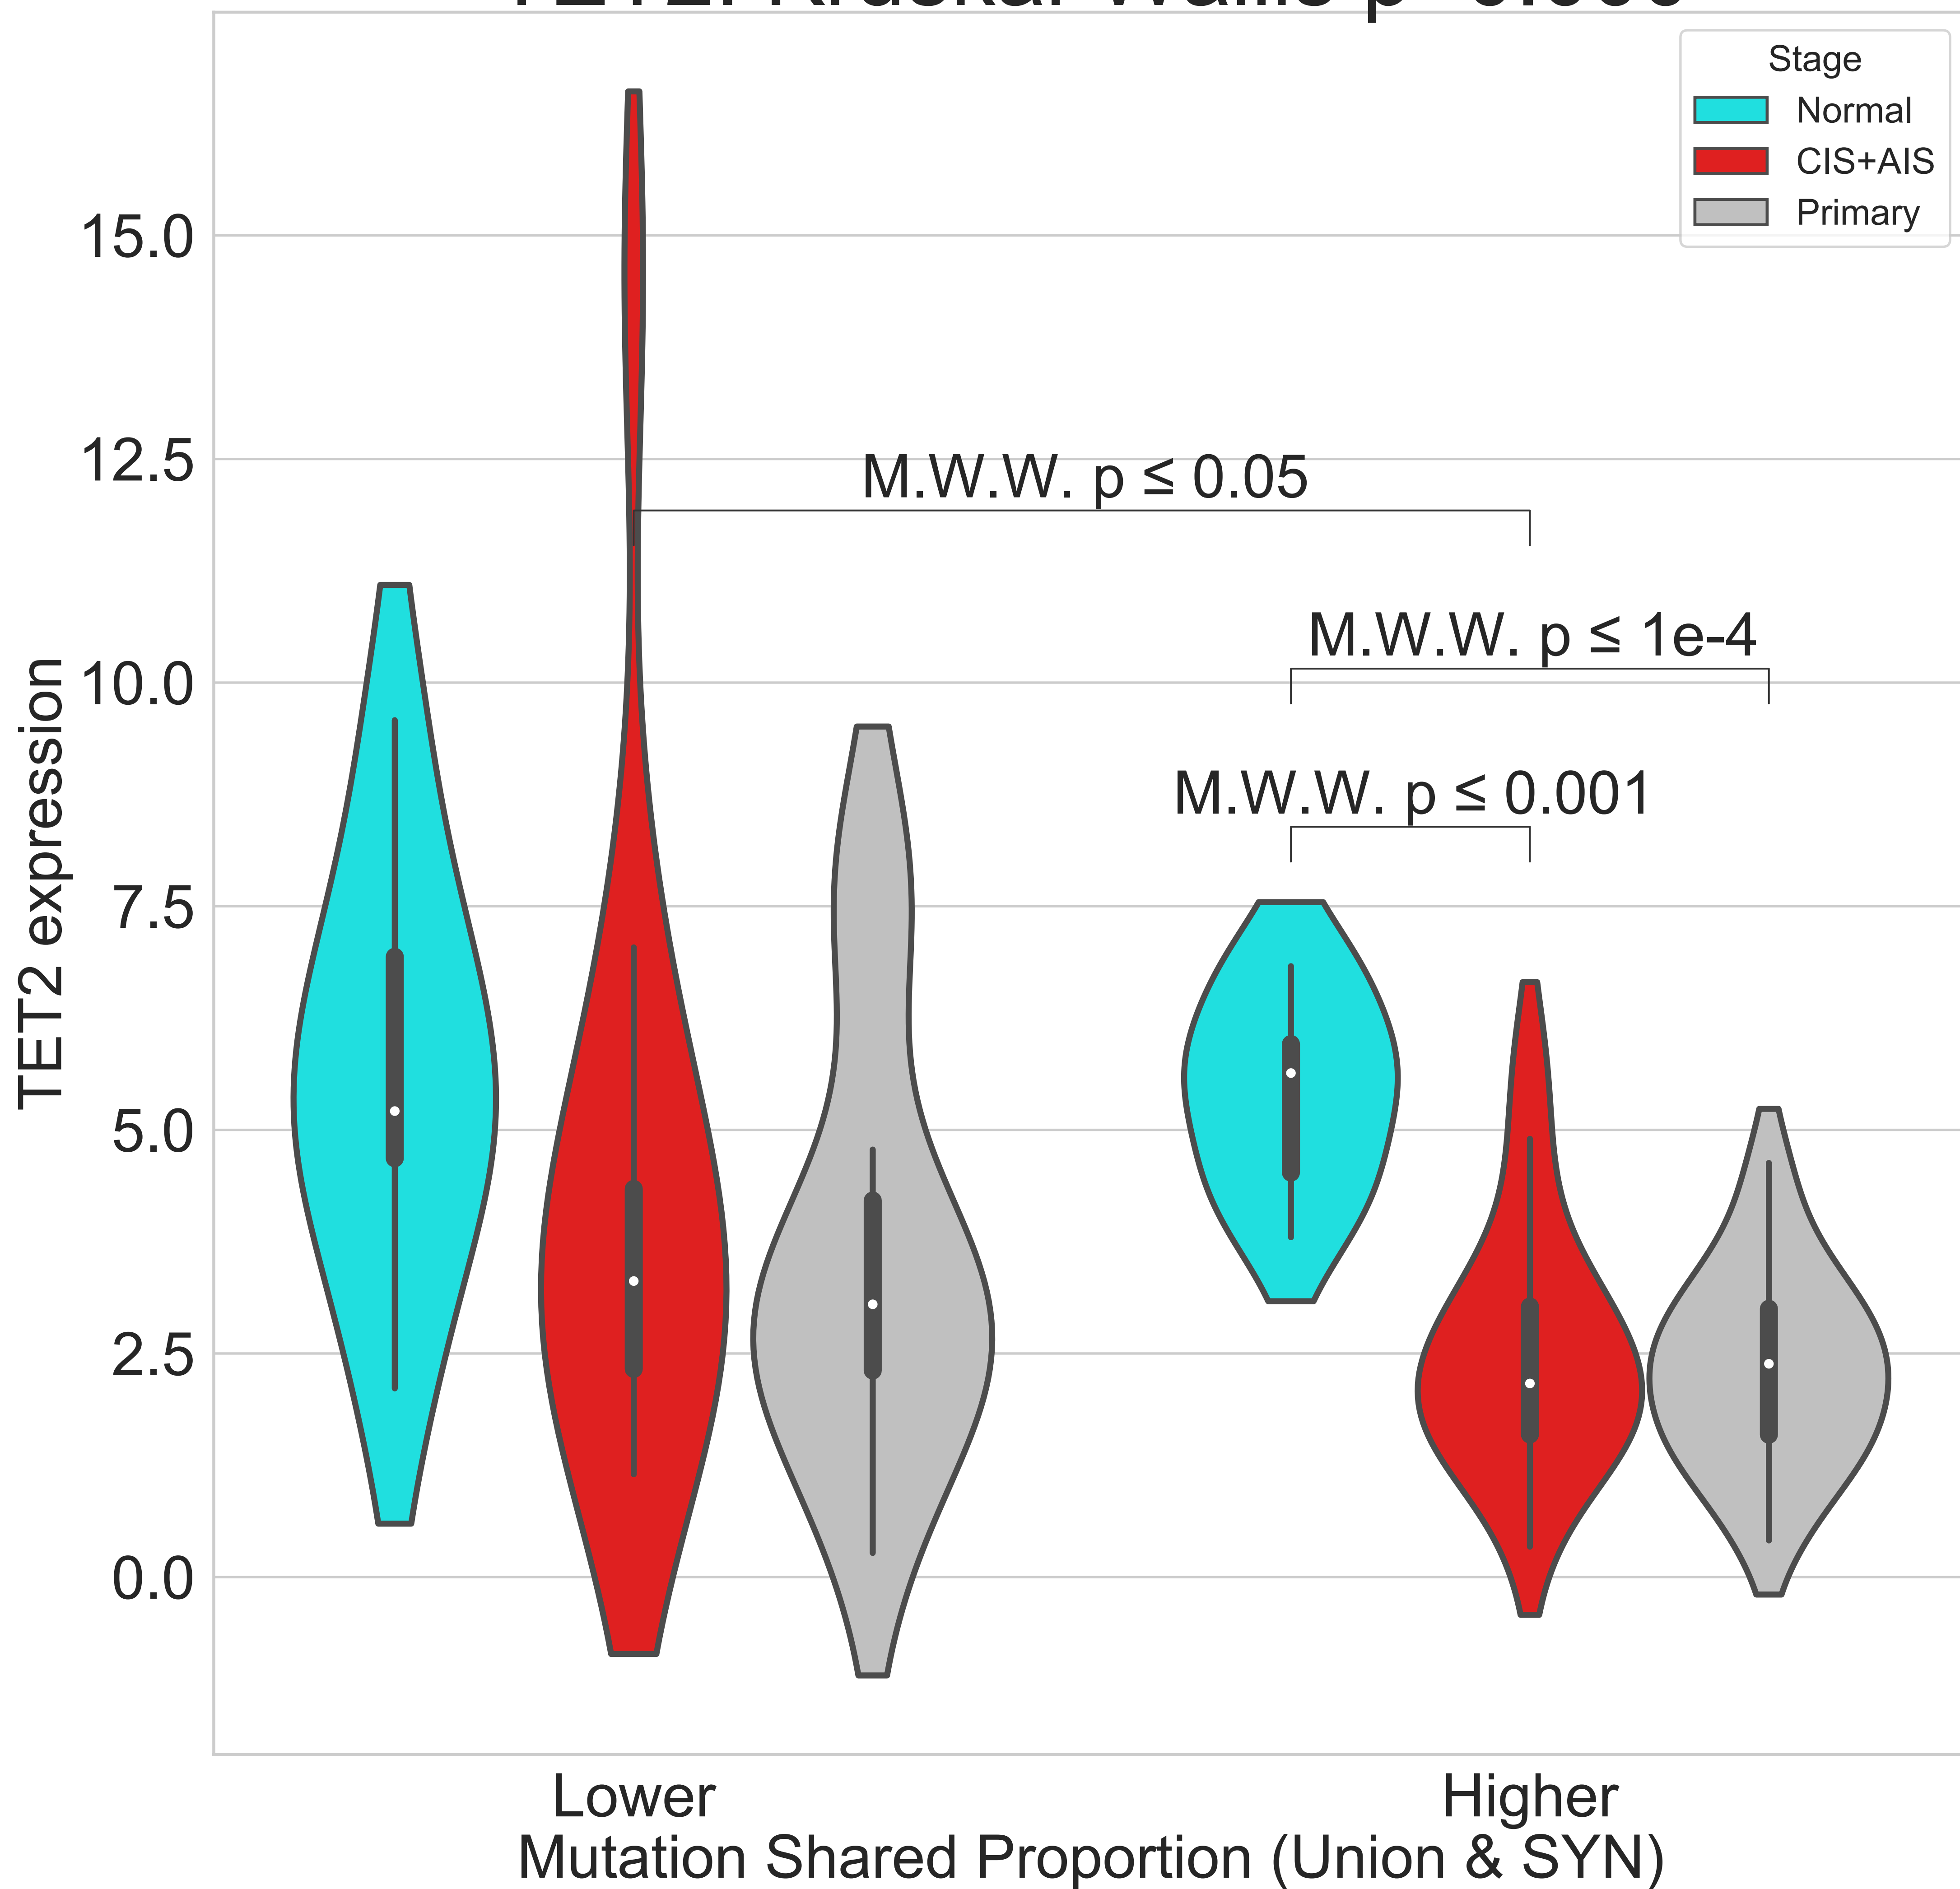 Stage
Normal
CIS+AIS
Primary
15.0
12.5
10.0
7.5
5.0
2.5
0.0
TET2 expression
M.W.W. p ≤ 0.05
M.W.W. p ≤ 1e-4
M.W.W. p ≤ 0.001
Lower
Higher
Mutation Shared Proportion (Union & SYN)